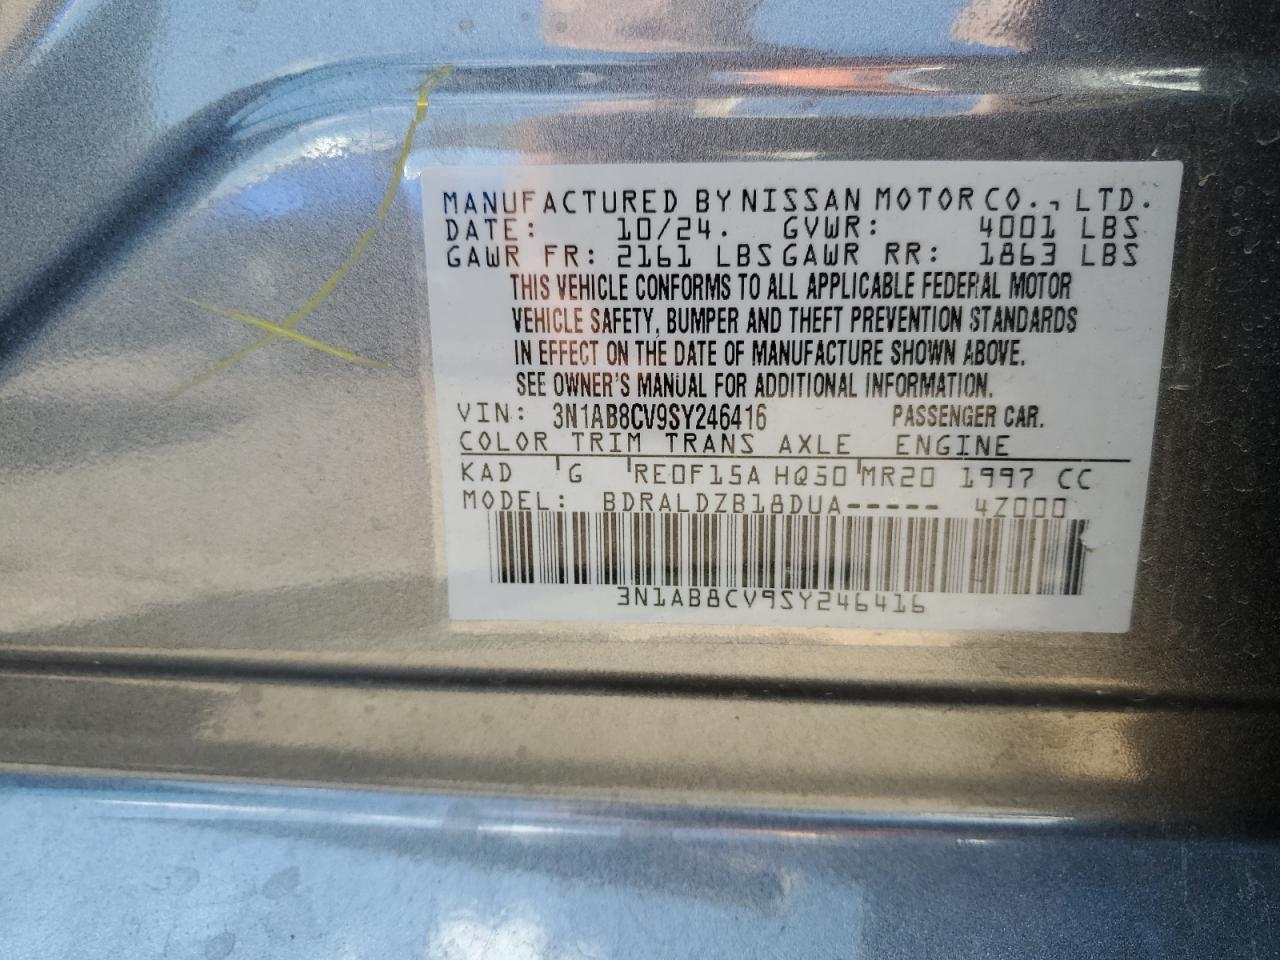 MANUFACTURED BY NISSAN MOTOR CO., LTD.
DATE: 10/24. GVWR: 4001 LBS
GAWR FR: 2161 LBS GAWR RR: 1863 LBS
THIS VEHICLE CONFORMS TO ALL APPLICABLE FEDERAL MOTOR
VEHICLE SAFETY, BUMPER AND THEFT PREVENTION STANDARDS
IN EFFECT ON THE DATE OF MANUFACTURE SHOWN ABOVE.
SEE OWNER'S MANUAL FOR ADDITIONAL INFORMATION.
VIN: 3N1AB8CV9SY246416 PASSENGER CAR.
COLOR TRIM TRANS AXLE ENGINE
KAD G RE0F15A HQ50 MR20 1997 CC
MODEL: BDRALDZB18DUA----- 4Z000
3N1AB8CV9SY246416